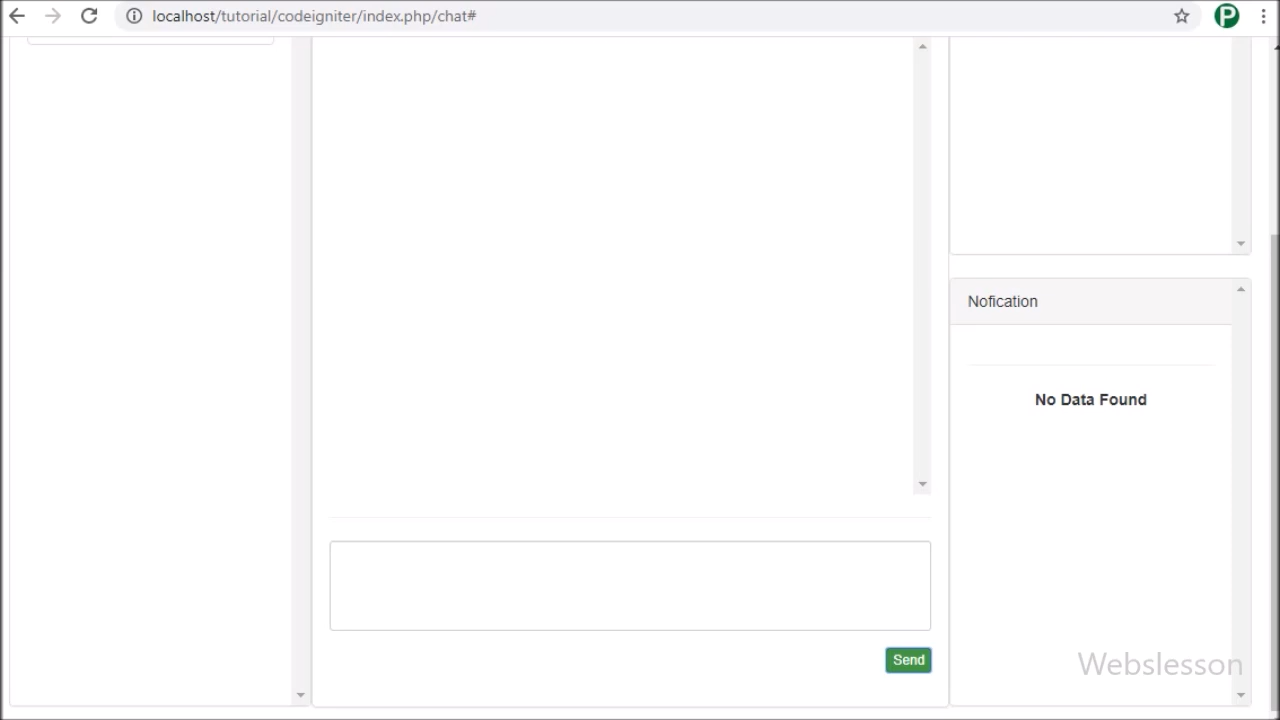 localhost/tutorial/codeigniter/index.php/chat#
P
Nofication
No Data Found
Send
Webslesson